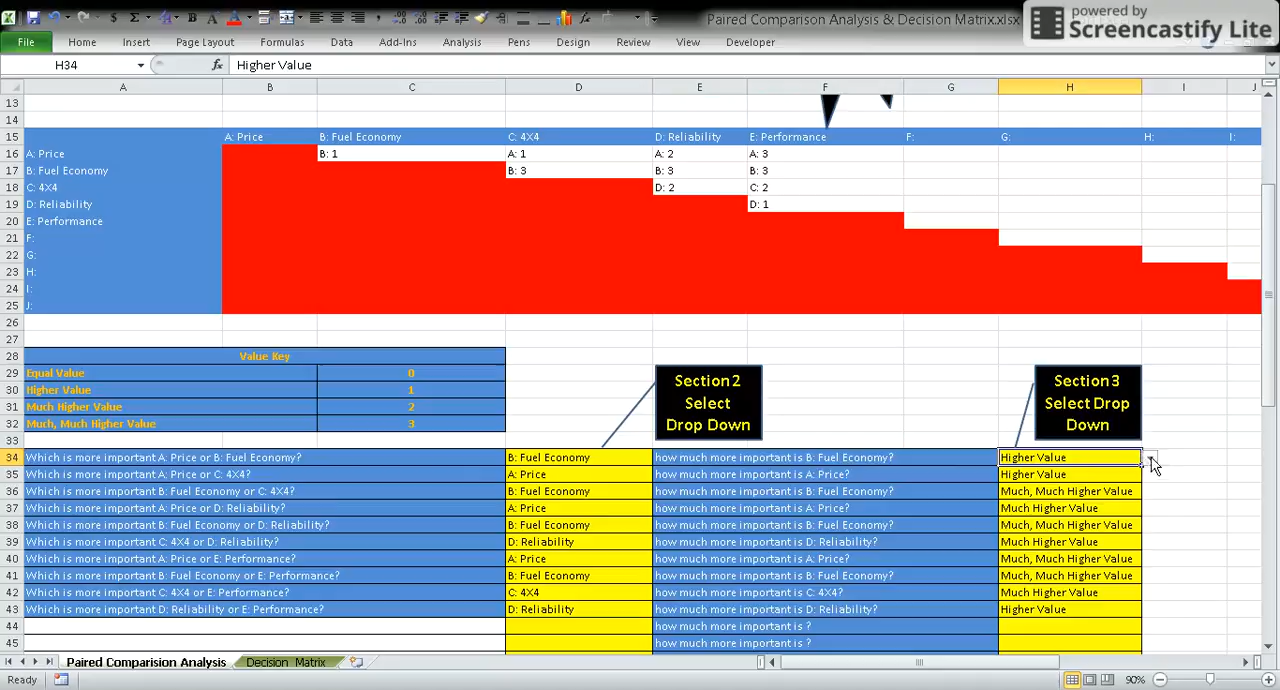 Paired Comparison Analysis & Decision Matrix.xlsx
powered by
Screencastify Lite
File Home Insert Page Layout Formulas Data Add-Ins Analysis Pens Design Review View Developer
H34 fx Higher Value
A B C D E F G H I J
13
14
15 A: Price B: Fuel Economy C: 4X4 D: Reliability E: Performance F: G: H: I:
16 A: Price B: 1 A: 1 A: 2 A: 3
17 B: Fuel Economy B: 3 B: 3 B: 3
18 C: 4X4 D: 2 C: 2
19 D: Reliability D: 1
20 E: Performance
21 F:
22 G:
23 H:
24 I:
25 J:
26
27
28 Value Key
29 Equal Value 0
30 Higher Value 1
31 Much Higher Value 2
32 Much, Much Higher Value 3
Section 2
Select
Drop Down
Section 3
Select Drop
Down
33
34 Which is more important A: Price or B: Fuel Economy? B: Fuel Economy how much more important is B: Fuel Economy? Higher Value
35 Which is more important A: Price or C: 4X4? A: Price how much more important is A: Price? Higher Value
36 Which is more important B: Fuel Economy or C: 4X4? B: Fuel Economy how much more important is B: Fuel Economy? Much, Much Higher Value
37 Which is more important A: Price or D: Reliability? A: Price how much more important is A: Price? Much Higher Value
38 Which is more important B: Fuel Economy or D: Reliability? B: Fuel Economy how much more important is B: Fuel Economy? Much, Much Higher Value
39 Which is more important C: 4X4 or D: Reliability? D: Reliability how much more important is D: Reliability? Much Higher Value
40 Which is more important A: Price or E: Performance? A: Price how much more important is A: Price? Much, Much Higher Value
41 Which is more important B: Fuel Economy or E: Performance? B: Fuel Economy how much more important is B: Fuel Economy? Much, Much Higher Value
42 Which is more important C: 4X4 or E: Performance? C: 4X4 how much more important is C: 4X4? Much Higher Value
43 Which is more important D: Reliability or E: Performance? D: Reliability how much more important is D: Reliability? Higher Value
44 how much more important is ?
45 how much more important is ?
Paired Comparision Analysis Decision Matrix
Ready 90%